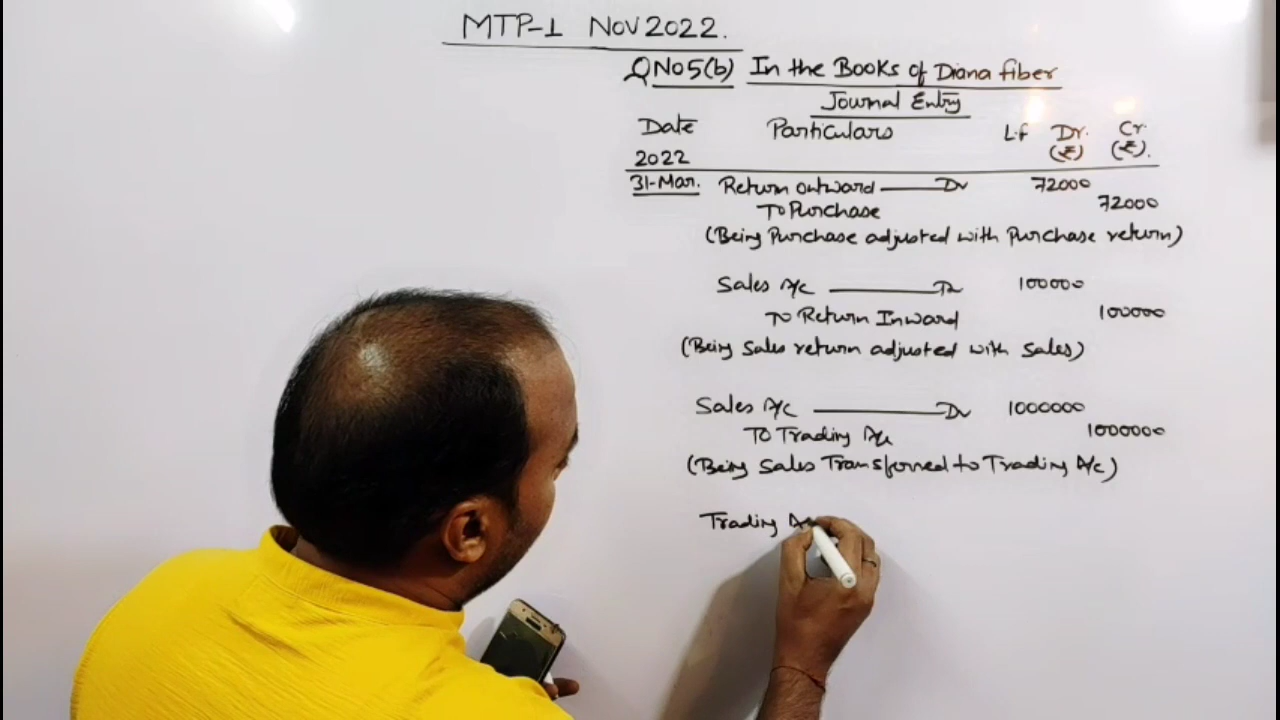 MTP-1 NOV 2022.
Q No 5(b) In the Books of Diana fiber
Journal Entry
Date Particulars L.f Dr. (₹) Cr. (₹).
2022
31-Mar. Return outward Dr 72000
To Purchase 72000
(Being Purchase adjusted with Purchase return)
Sales A/c Dr 100000
To Return Inward 100000
(Being Sales return adjusted with sales)
Sales A/c Dr 1000000
To Trading A/c 1000000
(Being Sales Transferred to Trading A/c)
Trading